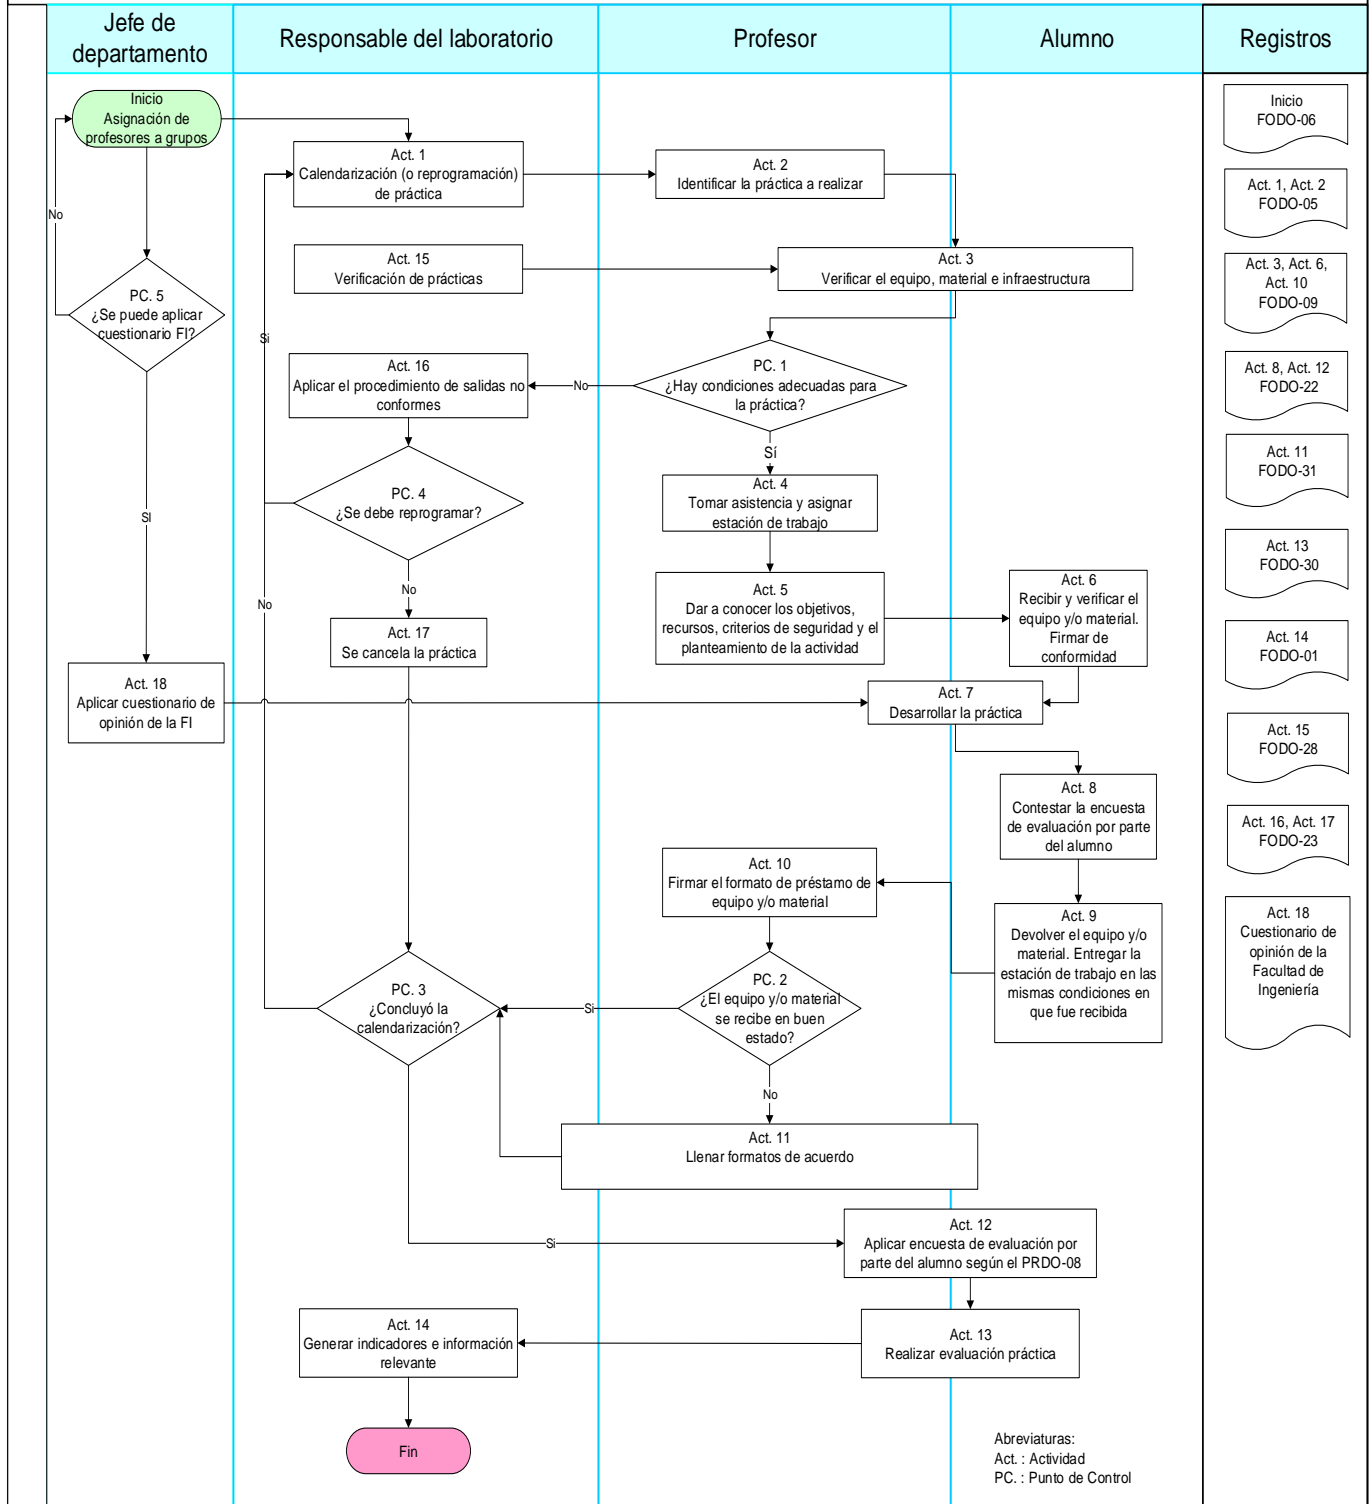 Jefe de
departamento
Responsable del laboratorio
Profesor
Alumno
Registros
Inicio
Asignación de
profesores a grupos
Act. 1
Calendarización (o reprogramación)
de práctica
Act. 2
Identificar la práctica a realizar
Act. 15
Verificación de prácticas
Act. 3
Verificar el equipo, material e infraestructura
No
PC. 5
¿Se puede aplicar
cuestionario FI?
SI
Si
Act. 16
Aplicar el procedimiento de salidas no
conformes
No
PC. 1
¿Hay condiciones adecuadas para
la práctica?
Sí
PC. 4
¿Se debe reprogramar?
No
Act. 4
Tomar asistencia y asignar
estación de trabajo
Act. 5
Dar a conocer los objetivos,
recursos, criterios de seguridad y el
planteamiento de la actividad
Act. 6
Recibir y verificar el
equipo y/o material.
Firmar de
conformidad
No
Act. 17
Se cancela la práctica
Act. 18
Aplicar cuestionario de
opinión de la FI
Act. 7
Desarrollar la práctica
Act. 8
Contestar la encuesta
de evaluación por parte
del alumno
Act. 10
Firmar el formato de préstamo de
equipo y/o material
Act. 9
Devolver el equipo y/o
material. Entregar la
estación de trabajo en las
mismas condiciones en
que fue recibida
PC. 3
¿Concluyó la
calendarización?
Si
PC. 2
¿El equipo y/o material
se recibe en buen
estado?
No
Act. 11
Llenar formatos de acuerdo
Si
Act. 12
Aplicar encuesta de evaluación por
parte del alumno según el PRDO-08
Act. 14
Generar indicadores e información
relevante
Act. 13
Realizar evaluación práctica
Fin
Inicio
FODO-06
Act. 1, Act. 2
FODO-05
Act. 3, Act. 6,
Act. 10
FODO-09
Act. 8, Act. 12
FODO-22
Act. 11
FODO-31
Act. 13
FODO-30
Act. 14
FODO-01
Act. 15
FODO-28
Act. 16, Act. 17
FODO-23
Act. 18
Cuestionario de
opinión de la
Facultad de
Ingeniería
Abreviaturas:
Act. : Actividad
PC. : Punto de Control